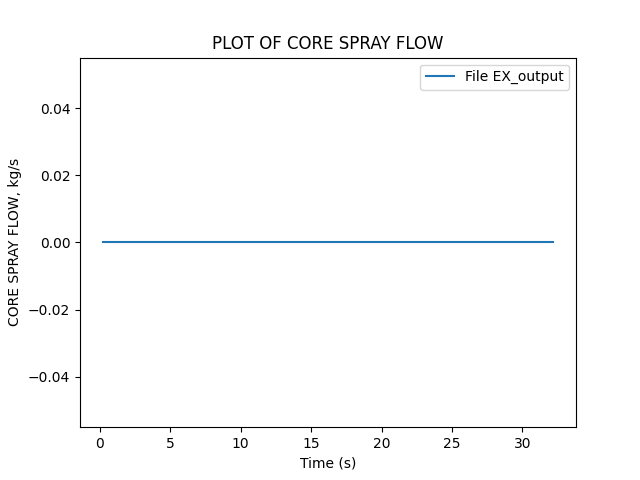 PLOT OF CORE SPRAY FLOW
File EX_output
0.04
0.02
0.00
−0.02
−0.04
CORE SPRAY FLOW, kg/s
0 5 10 15 20 25 30
Time (s)